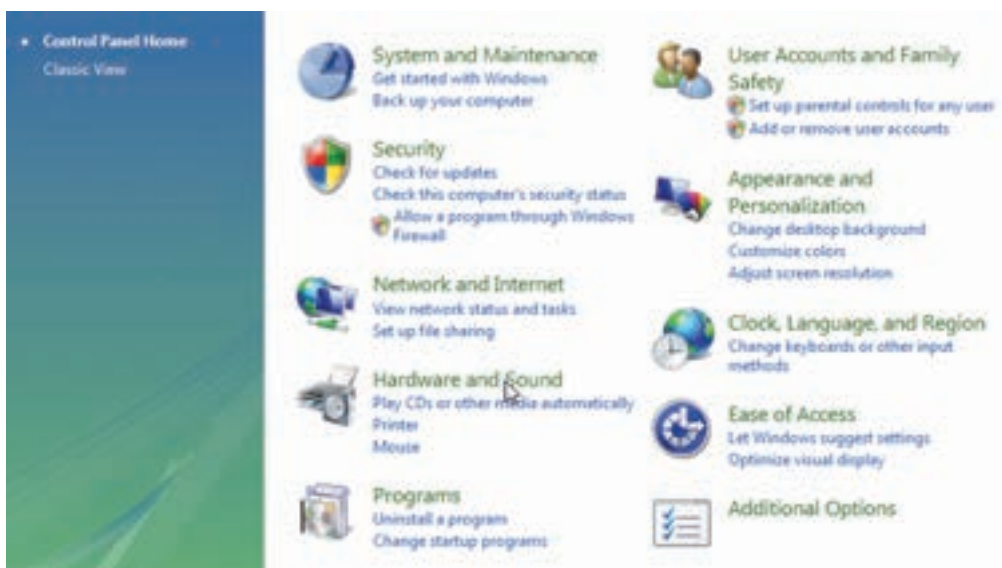 Control Panel Home
Classic View
System and Maintenance
Get started with Windows
Back up your computer
Security
Check for updates
Check this computer's security status
Allow a program through Windows
Firewall
Network and Internet
View network status and tasks
Set up file sharing
Hardware and Sound
Play CDs or other media automatically
Printer
Mouse
Programs
Uninstall a program
Change startup programs
User Accounts and Family
Safety
Set up parental controls for any user
Add or remove user accounts
Appearance and
Personalization
Change desktop background
Customize colors
Adjust screen resolution
Clock, Language, and Region
Change keyboards or other input
methods
Ease of Access
Let Windows suggest settings
Optimize visual display
Additional Options